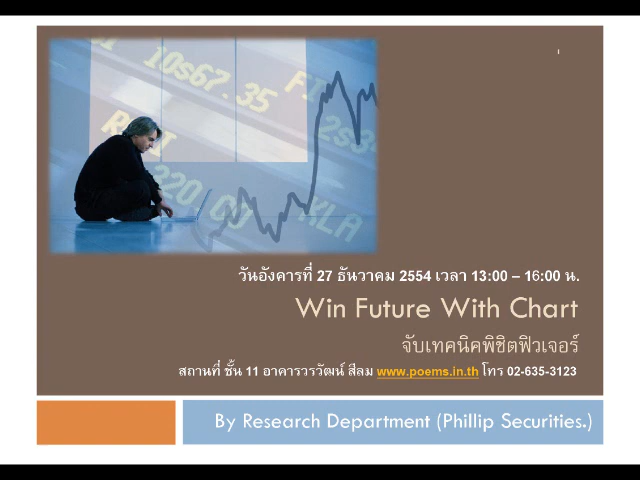 10s67.35
วันอังคารที่ 27 ธันวาคม 2554 เวลา 13:00 – 16:00 น.
Win Future With Chart
จับเทคนิคพิชิตฟิวเจอร์
สถานที่ ชั้น 11 อาคารวรวัฒน์ สีลม www.poems.in.th โทร 02-635-3123
By Research Department (Phillip Securities.)